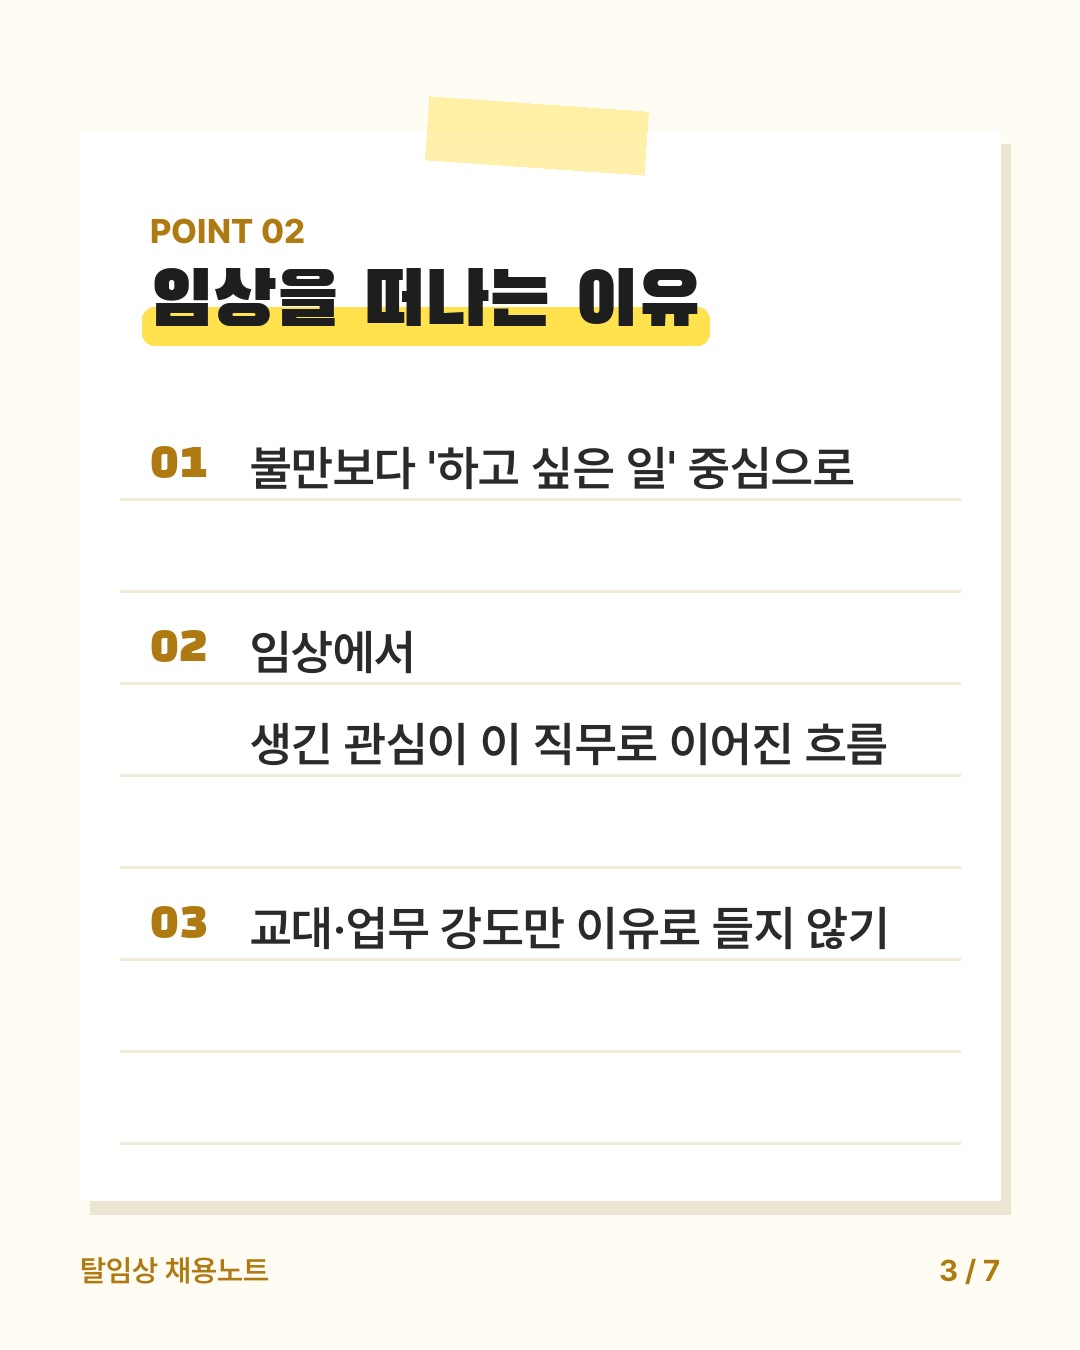 POINT 02
임상을 떠나는 이유
01 불만보다 '하고 싶은 일' 중심으로
02 임상에서
생긴 관심이 이 직무로 이어진 흐름
03 교대·업무 강도만 이유로 들지 않기
탈임상 채용노트
3 / 7